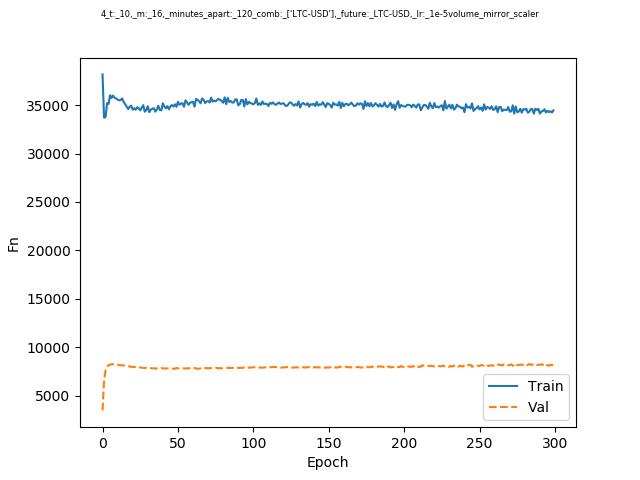 4_t:_10,_m:_16,_minutes_apart:_120_comb:_['LTC-USD'],_future:_LTC-USD,_lr:_1e-5volume_mirror_scaler
Fn
35000
30000
25000
20000
15000
10000
5000
0 50 100 150 200 250 300
Epoch
Train
Val